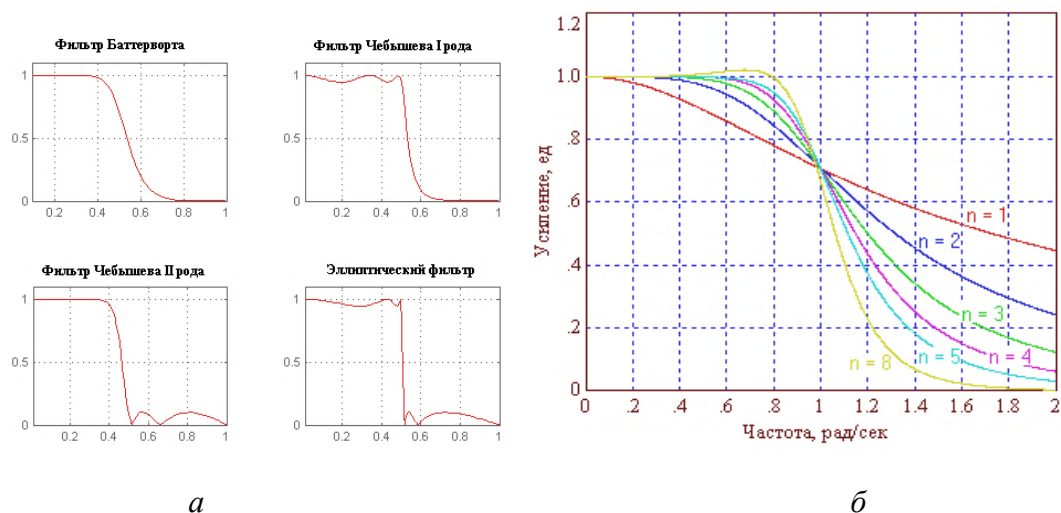 Фильтр Баттерворта
1
0.5
0
0.2 0.4 0.6 0.8 1
Фильтр Чебышева I рода
1
0.5
0
0.2 0.4 0.6 0.8 1
Фильтр Чебышева II рода
1
0.5
0
0.2 0.4 0.6 0.8 1
Эллиптический фильтр
1
0.5
0
0.2 0.4 0.6 0.8 1
а
Усиление, ед
1.2
1.0
.8
.6
.4
.2
0
n = 1
n = 2
n = 3
n = 4
n = 5
n = 8
0 .2 .4 .6 .8 1 1.2 1.4 1.6 1.8 2
Частота, рад/сек
б